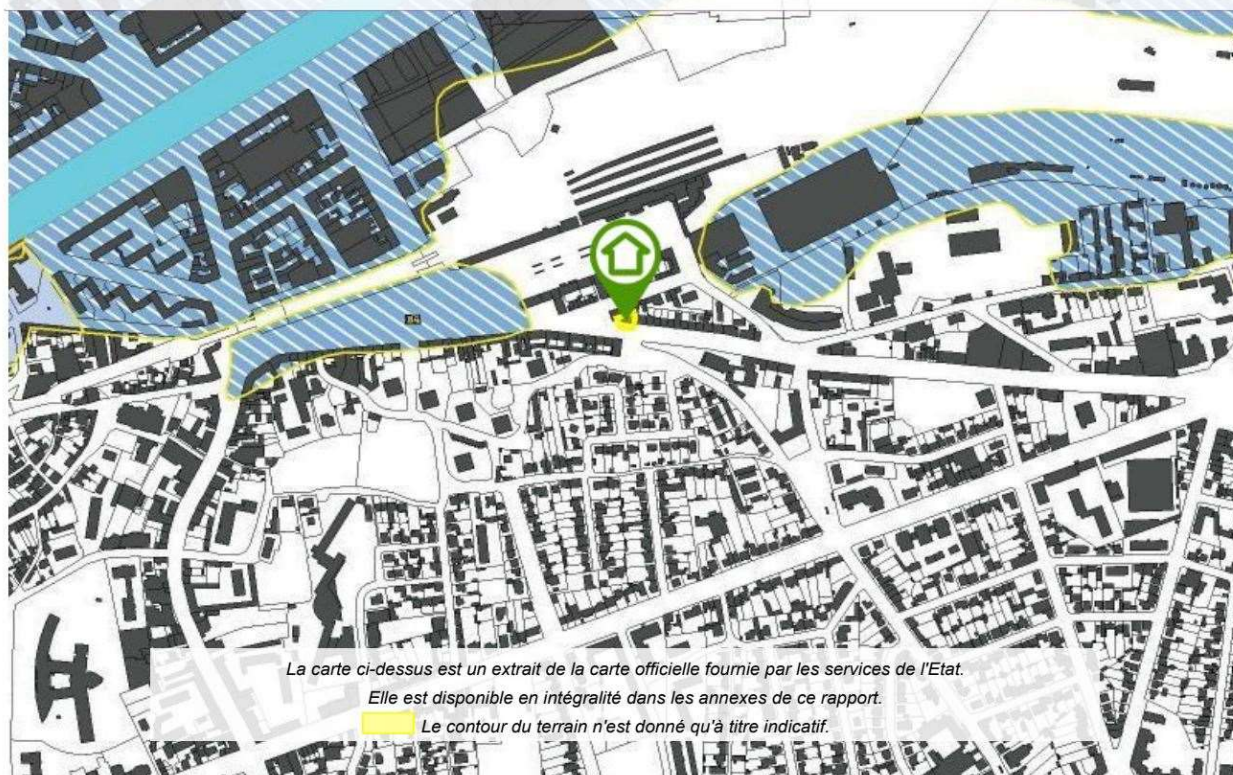 La carte ci-dessus est un extrait de la carte officielle fournie par les services de l'Etat.
Elle est disponible en intégralité dans les annexes de ce rapport.
Le contour du terrain n'est donné qu'à titre indicatif.